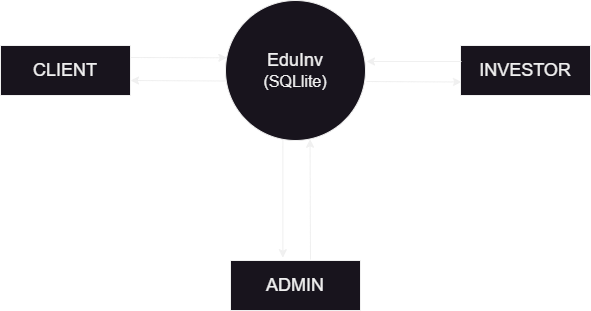 CLIENT
EduInv
(SQLlite)
INVESTOR
ADMIN